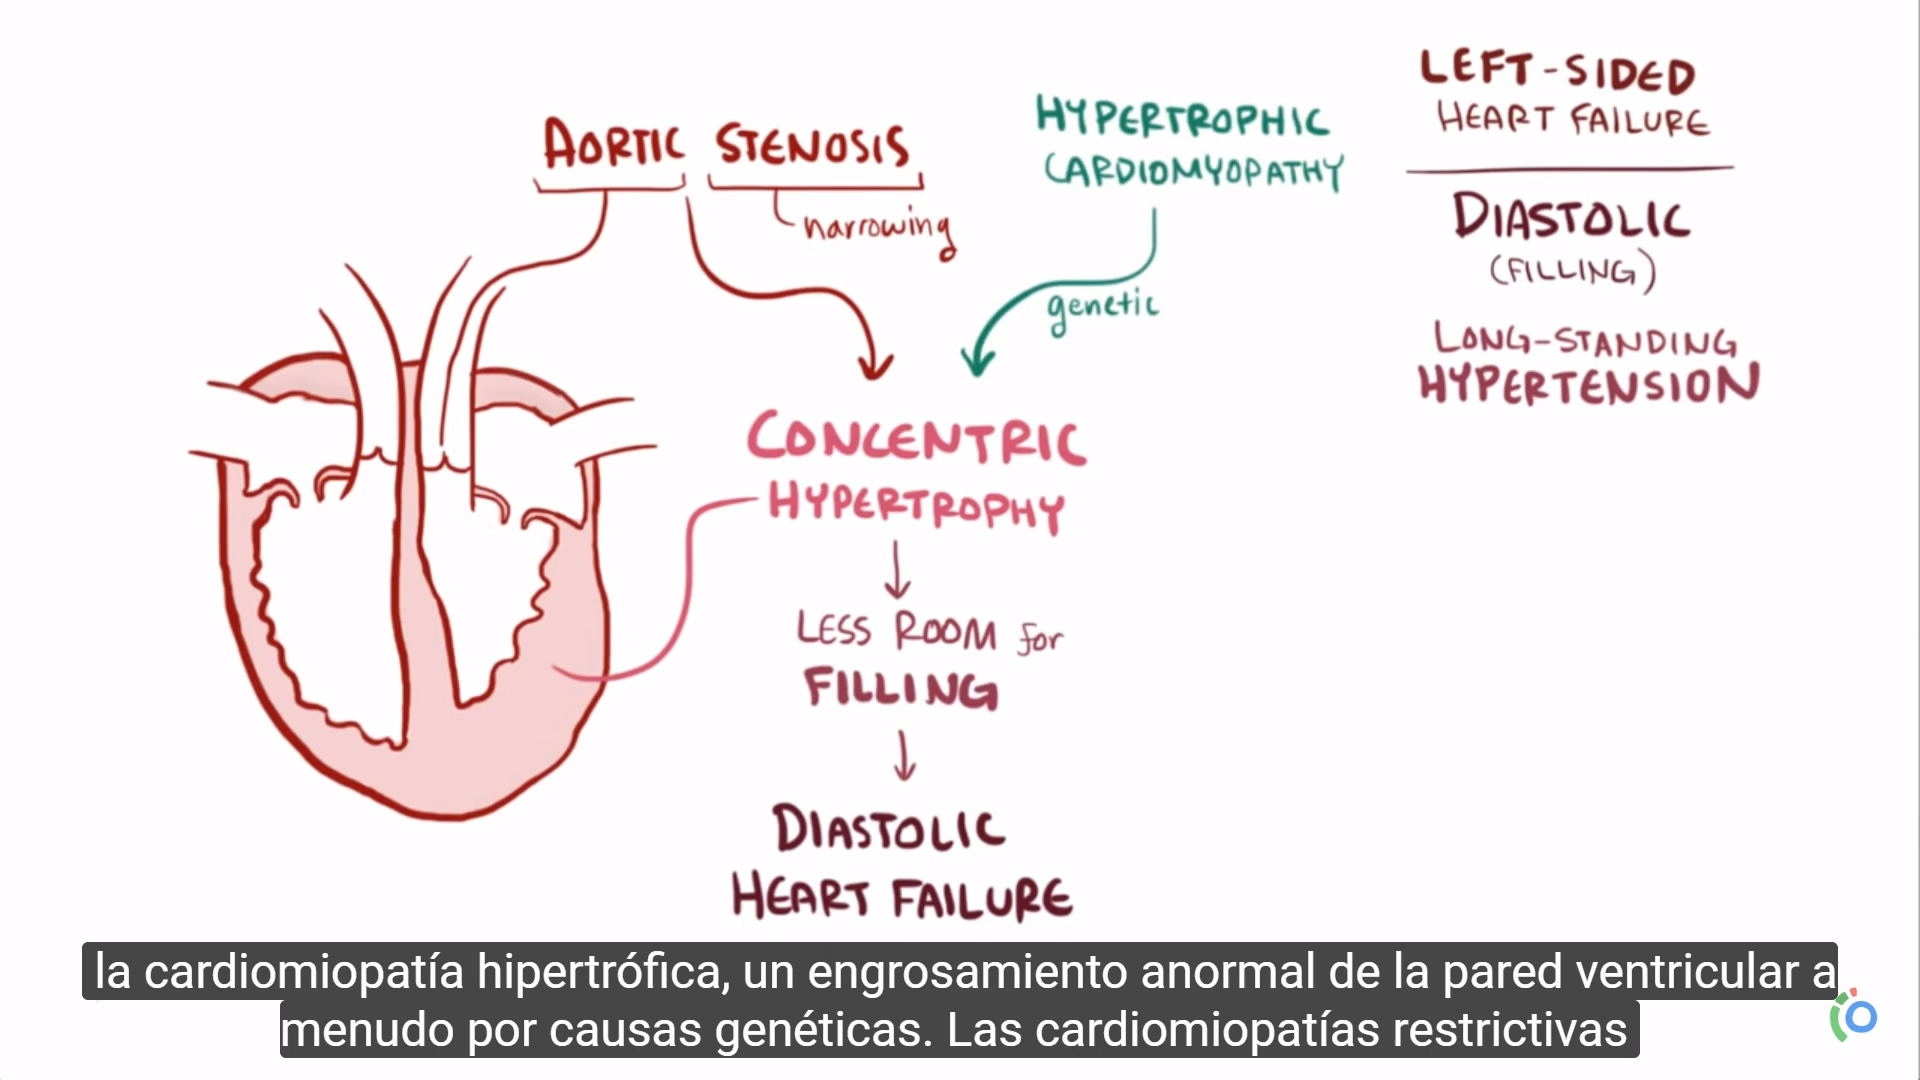 LEFT-SIDED
HEART FAILURE
DIASTOLIC
(FILLING)
LONG-STANDING
HYPERTENSION
AORTIC STENOSIS
narrowing
HYPERTROPHIC
CARDIOMYOPATHY
genetic
CONCENTRIC
HYPERTROPHY
LESS ROOM for
FILLING
DIASTOLIC
HEART FAILURE
la cardiomiopatía hipertrófica, un engrosamiento anormal de la pared ventricular a
menudo por causas genéticas. Las cardiomiopatías restrictivas